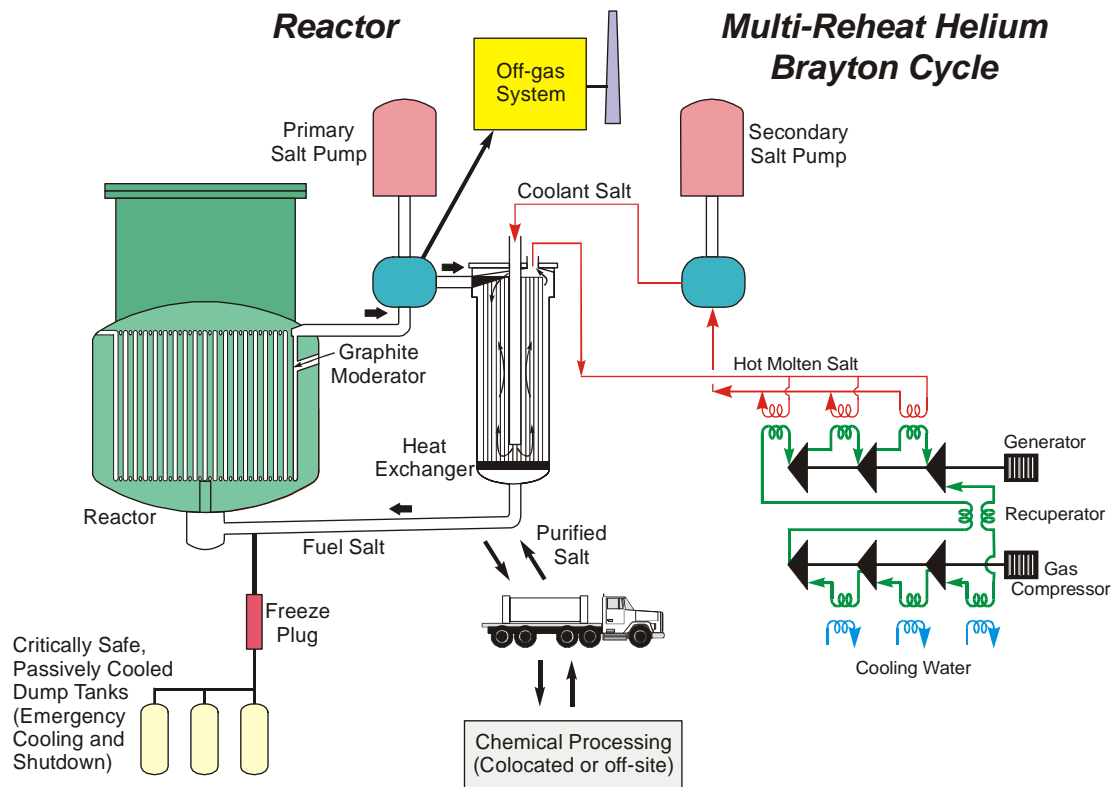 Reactor
Multi-Reheat Helium
Brayton Cycle
Off-gas
System
Primary
Salt Pump
Secondary
Salt Pump
Coolant Salt
Graphite
Moderator
Hot Molten Salt
Heat
Exchanger
Generator
Reactor
Recuperator
Fuel Salt
Purified
Salt
Gas
Compressor
Freeze
Plug
Critically Safe,
Passively Cooled
Dump Tanks
(Emergency
Cooling and
Shutdown)
Cooling Water
Chemical Processing
(Colocated or off-site)